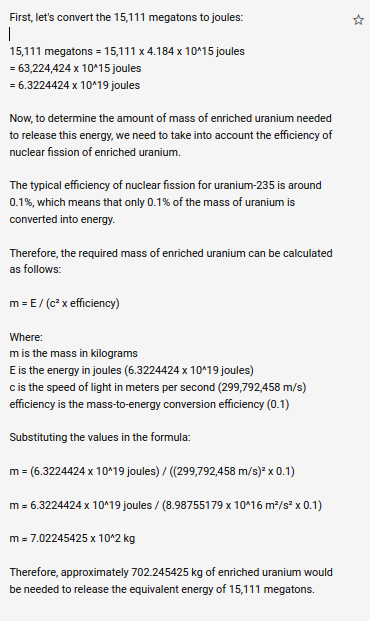 First, let's convert the 15,111 megatons to joules:
15,111 megatons = 15,111 x 4.184 x 10^15 joules
= 63,224,424 x 10^15 joules
= 6.3224424 x 10^19 joules
Now, to determine the amount of mass of enriched uranium needed
to release this energy, we need to take into account the efficiency of
nuclear fission of enriched uranium.
The typical efficiency of nuclear fission for uranium-235 is around
0.1%, which means that only 0.1% of the mass of uranium is
converted into energy.
Therefore, the required mass of enriched uranium can be calculated
as follows:
m = E / (c² x efficiency)
Where:
m is the mass in kilograms
E is the energy in joules (6.3224424 x 10^19 joules)
c is the speed of light in meters per second (299,792,458 m/s)
efficiency is the mass-to-energy conversion efficiency (0.1)
Substituting the values in the formula:
m = (6.3224424 x 10^19 joules) / ((299,792,458 m/s)² x 0.1)
m = 6.3224424 x 10^19 joules / (8.98755179 x 10^16 m²/s² x 0.1)
m = 7.02245425 x 10^2 kg
Therefore, approximately 702.245425 kg of enriched uranium would
be needed to release the equivalent energy of 15,111 megatons.